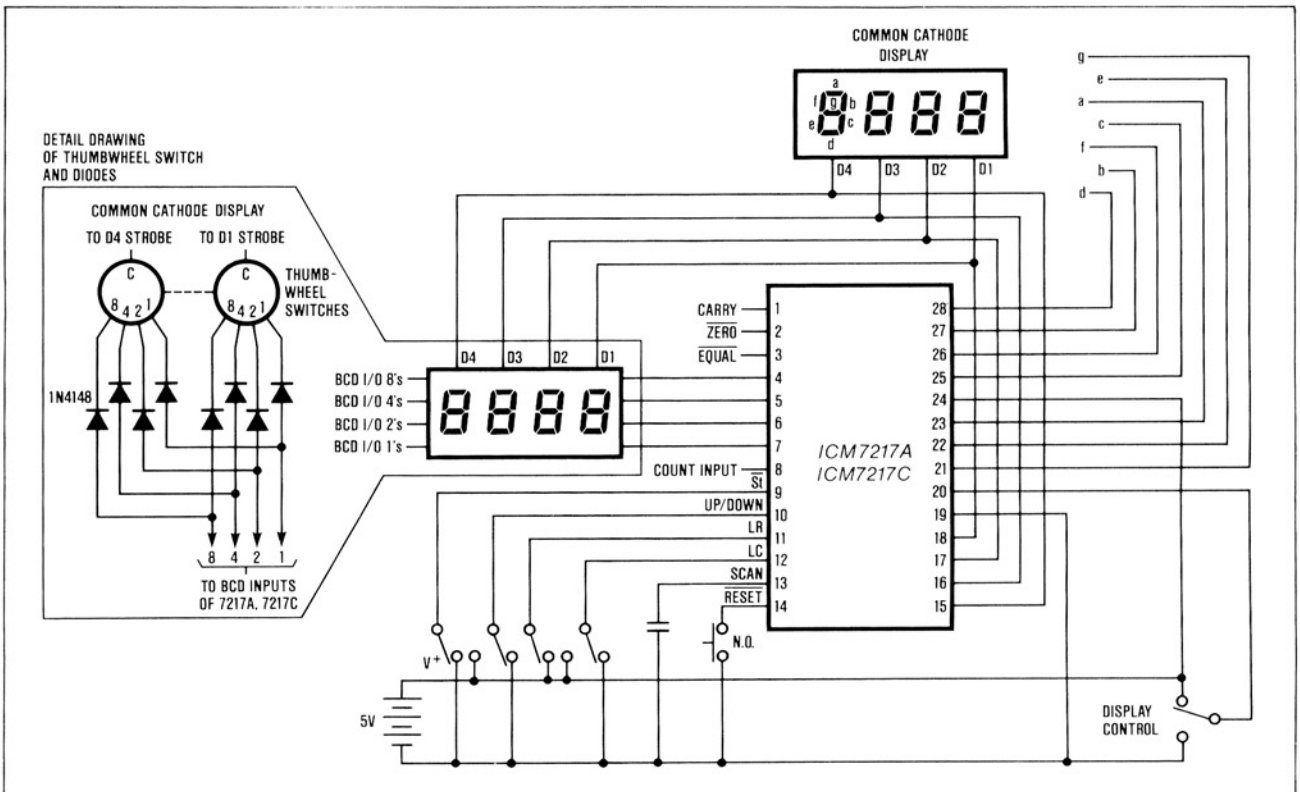 COMMON CATHODE
DISPLAY
a
f g b
e c
d
D4 D3 D2 D1
g
e
a
c
f
b
d
DETAIL DRAWING
OF THUMBWHEEL SWITCH
AND DIODES
COMMON CATHODE DISPLAY
TO D4 STROBE TO D1 STROBE
C C
8 4 2 1 8 4 2 1
THUMB-
WHEEL
SWITCHES
1N4148
8 4 2 1
TO BCD INPUTS
OF 7217A, 7217C
D4 D3 D2 D1
BCD I/O 8's
BCD I/O 4's
BCD I/O 2's
BCD I/O 1's
8888
8888
CARRY 1
ZERO 2
EQUAL 3
4
5
6
7
COUNT INPUT 8
St 9
UP/DOWN 10
LR 11
LC 12
SCAN 13
RESET 14
ICM7217A
ICM7217C
28
27
26
25
24
23
22
21
20
19
18
17
16
15
N.O.
V+
5V
DISPLAY
CONTROL